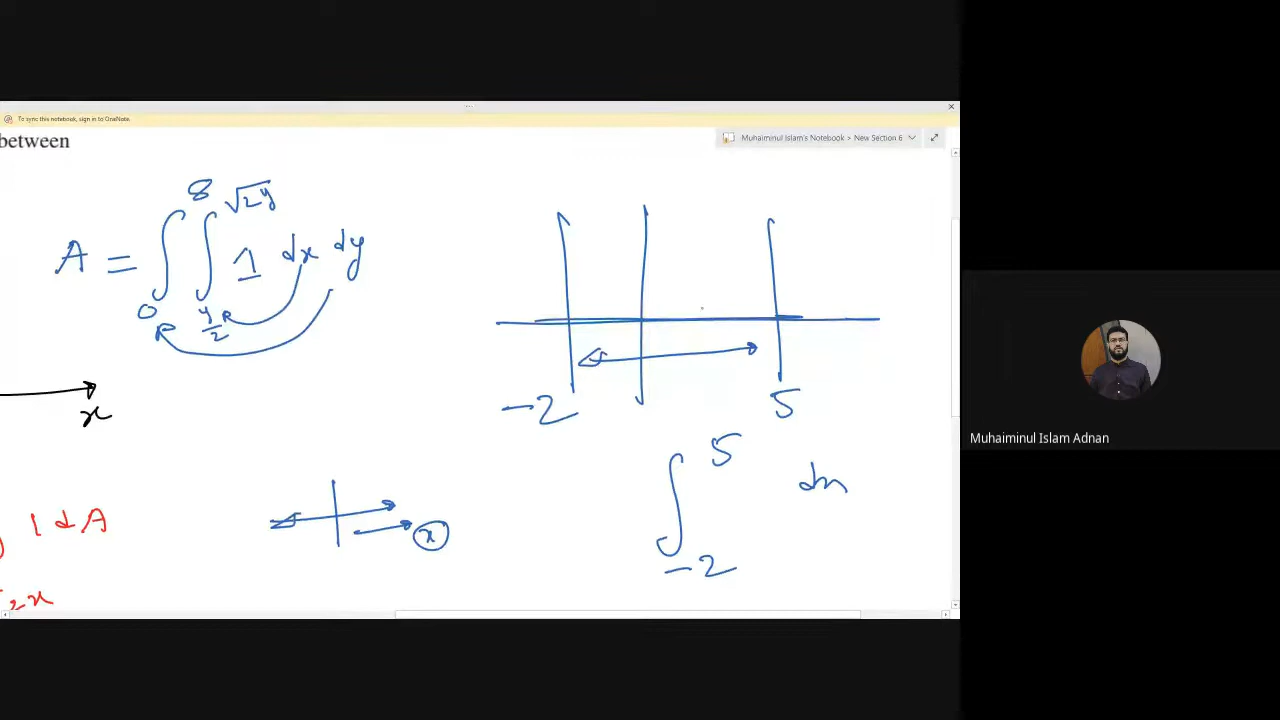 To sync this notebook, sign in to OneNote.
between
Muhaiminul Islam's Notebook > New Section 6
8 √2y
A = ∫ ∫ 1 dx dy
0 y/2
x
-2 5
Muhaiminul Islam Adnan
5
∫ dx
-2
1 dA
x
2x